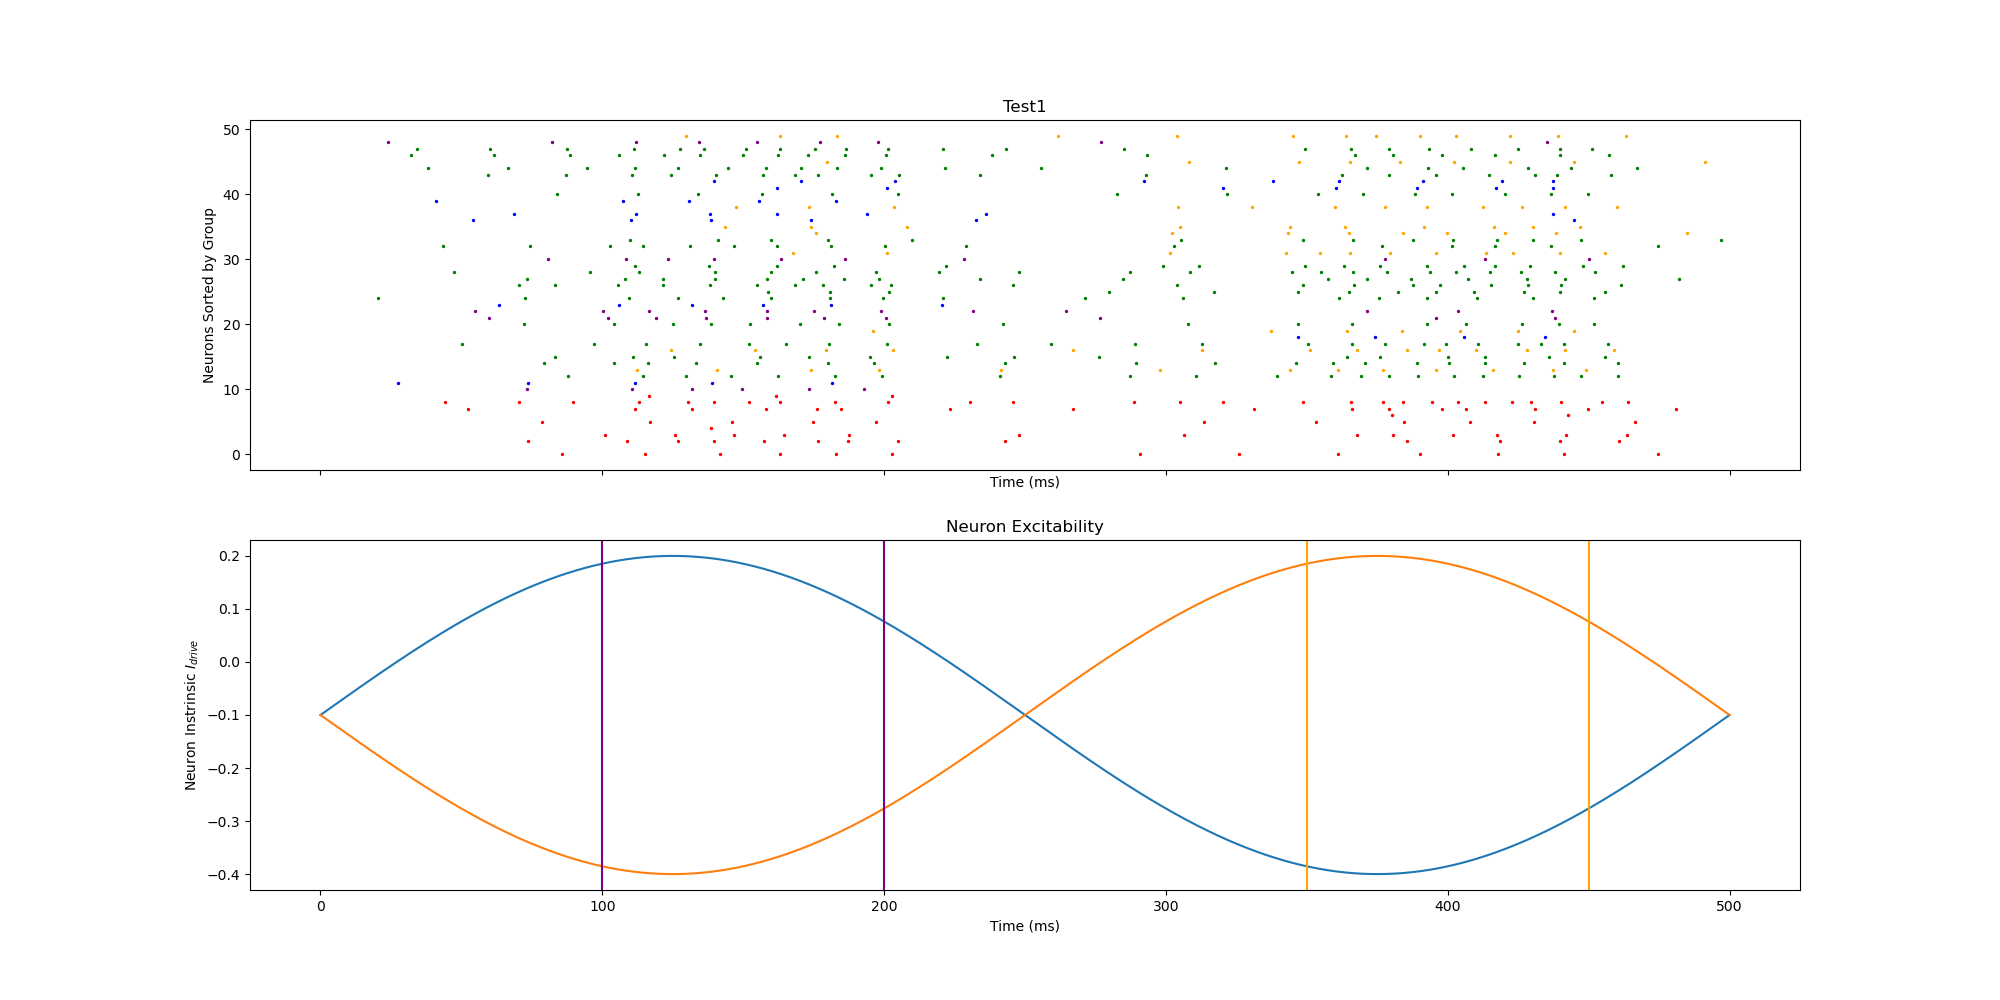 Test1
50
40
30
20
10
0
Neurons Sorted by Group
Time (ms)
Neuron Excitability
0.2
0.1
0.0
−0.1
−0.2
−0.3
−0.4
Neuron Instrinsic I_drive
0 100 200 300 400 500
Time (ms)